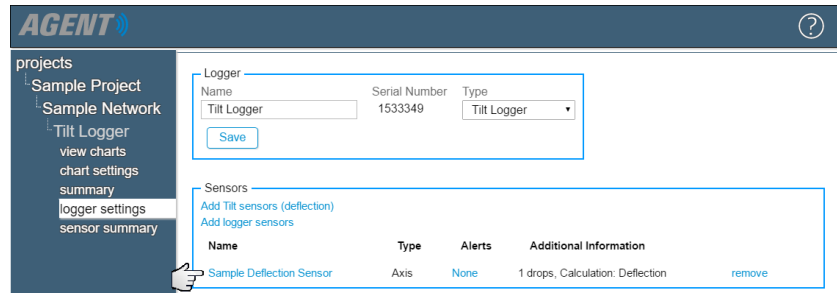 AGENT
?
projects
Sample Project
Sample Network
Tilt Logger
view charts
chart settings
summary
logger settings
sensor summary
Logger
Name Serial Number Type
Tilt Logger 1533349 Tilt Logger
Save
Sensors
Add Tilt sensors (deflection)
Add logger sensors
Name Type Alerts Additional Information
Sample Deflection Sensor Axis None 1 drops, Calculation: Deflection remove